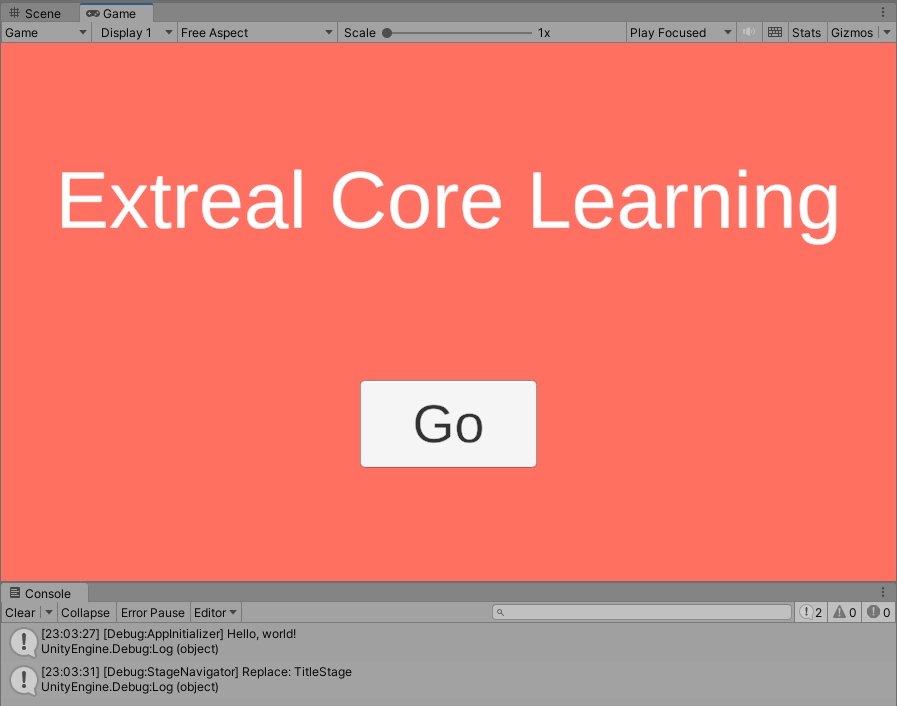 Scene Game
Game Display 1 Free Aspect Scale 1x Play Focused Stats Gizmos
Extreal Core Learning
Go
Console
Clear Collapse Error Pause Editor 2 0 0
[23:03:27] [Debug:AppInitializer] Hello, world!
UnityEngine.Debug:Log (object)
[23:03:31] [Debug:StageNavigator] Replace: TitleStage
UnityEngine.Debug:Log (object)